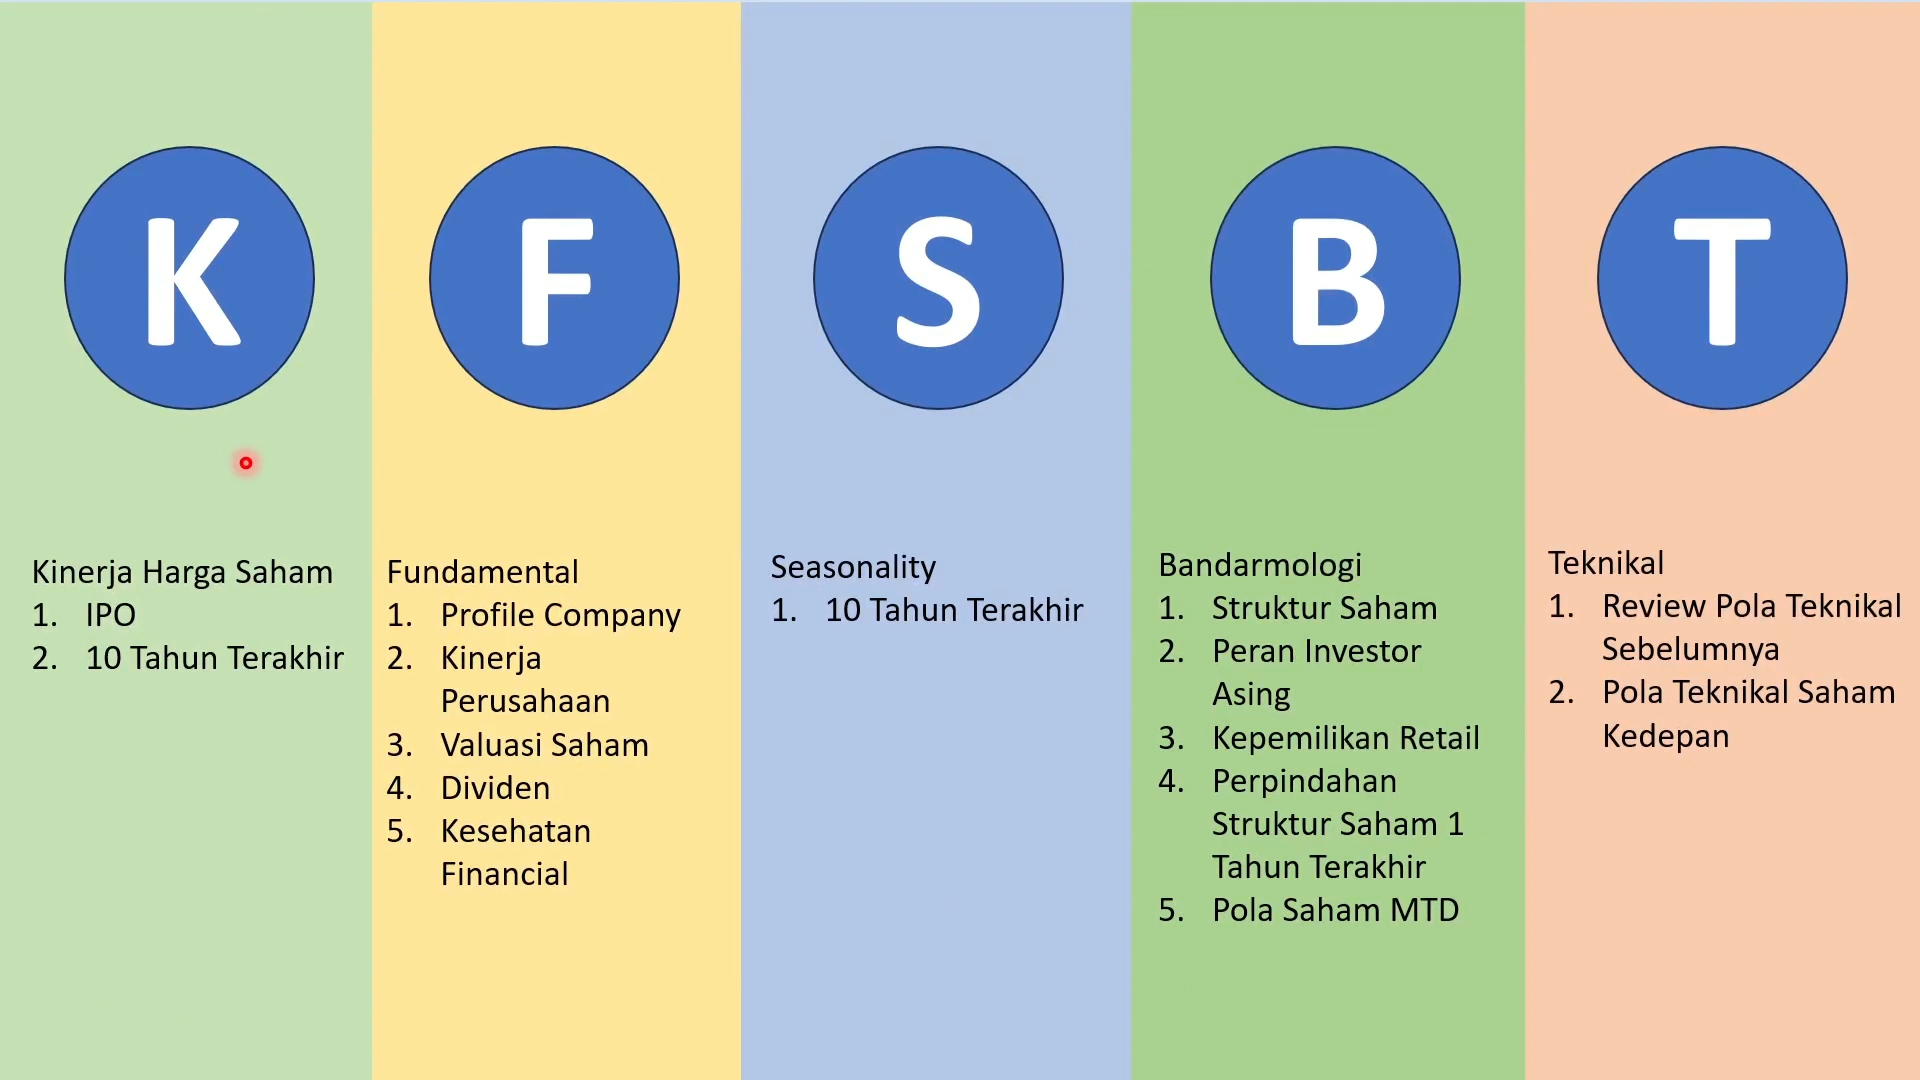 K
Kinerja Harga Saham
1. IPO
2. 10 Tahun Terakhir
F
Fundamental
1. Profile Company
2. Kinerja
Perusahaan
3. Valuasi Saham
4. Dividen
5. Kesehatan
Financial
S
Seasonality
1. 10 Tahun Terakhir
B
Bandarmologi
1. Struktur Saham
2. Peran Investor
Asing
3. Kepemilikan Retail
4. Perpindahan
Struktur Saham 1
Tahun Terakhir
5. Pola Saham MTD
T
Teknikal
1. Review Pola Teknikal
Sebelumnya
2. Pola Teknikal Saham
Kedepan